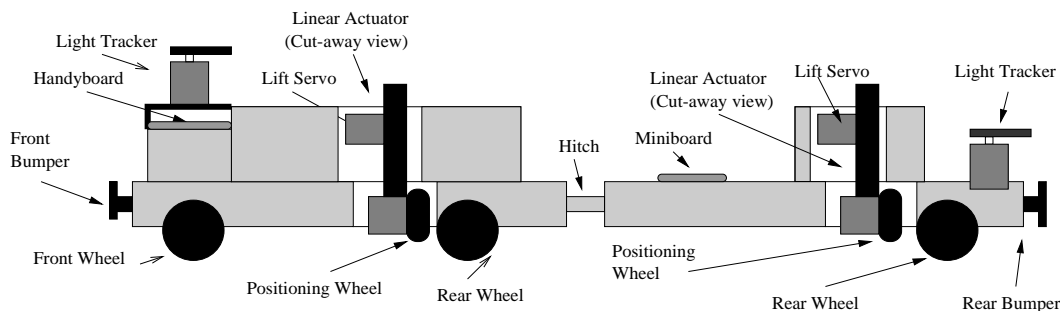 Linear Actuator
(Cut-away view)
Light Tracker
Handyboard
Lift Servo
Front
Bumper
Hitch
Miniboard
Linear Actuator
(Cut-away view)
Lift Servo
Light Tracker
Front Wheel
Positioning Wheel
Rear Wheel
Positioning
Wheel
Rear Wheel
Rear Bumper